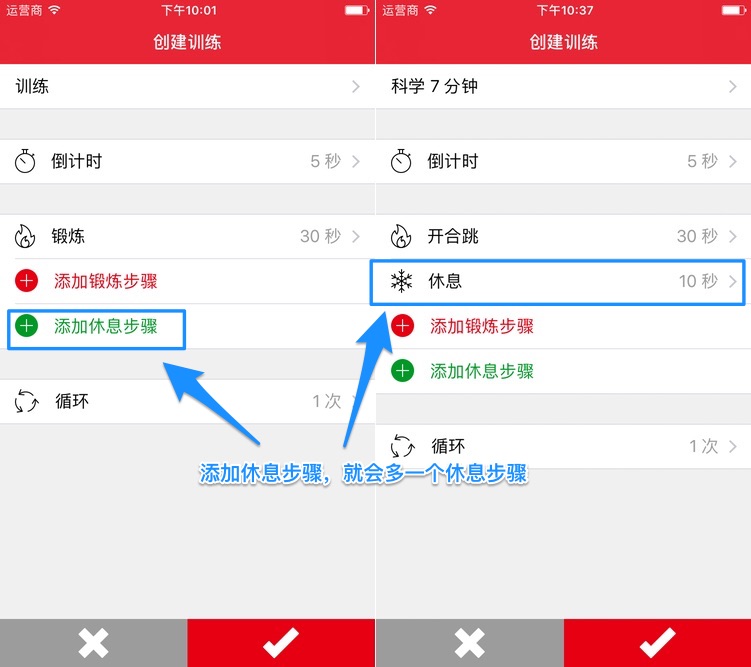 运营商
下午10:01
创建训练
训练
倒计时
5 秒
锻炼
30 秒
添加锻炼步骤
添加休息步骤
循环
1 次
运营商
下午10:37
创建训练
科学 7 分钟
倒计时
5 秒
开合跳
30 秒
休息
10 秒
添加锻炼步骤
添加休息步骤
循环
1 次
添加休息步骤，就会多一个休息步骤